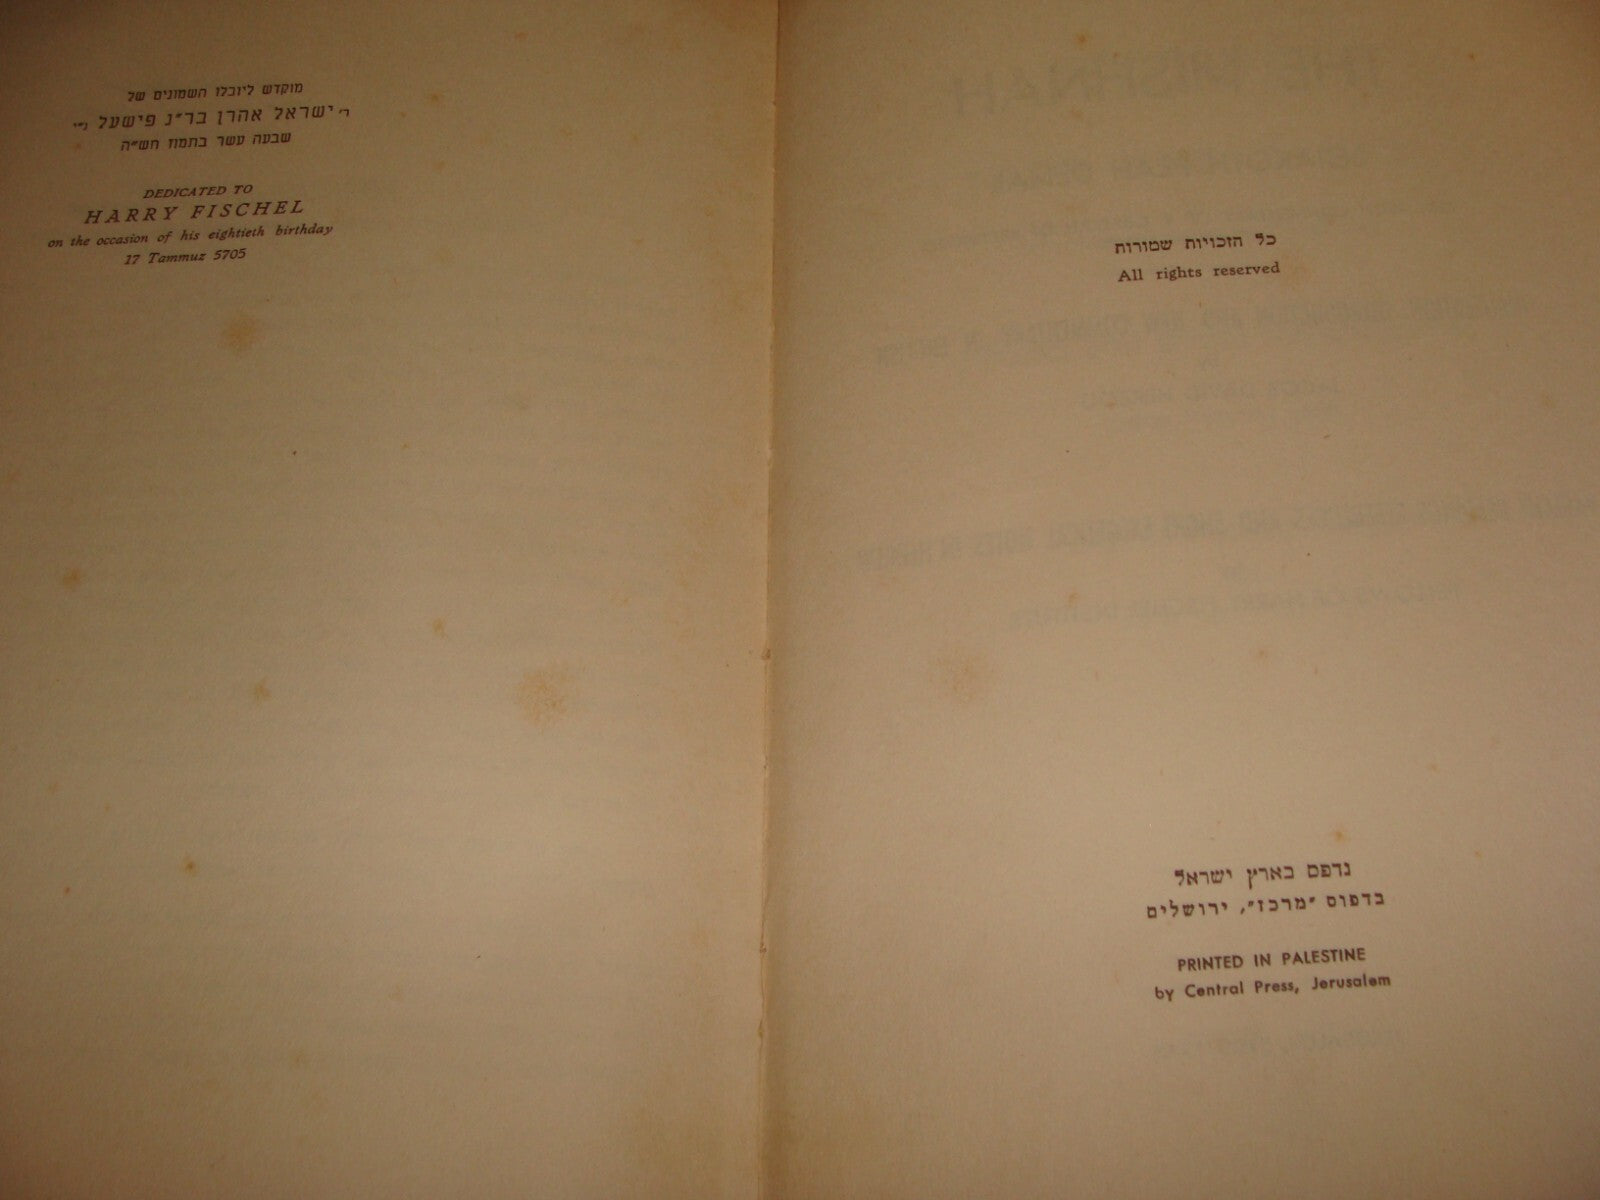 מוקדש ליובלו השמונים של
ר' ישראל אהרן בר״נ פישעל נ״י
שבעה עשר בתמוז תש״ה
DEDICATED TO
HARRY FISCHEL
on the occasion of his eightieth birthday
17 Tammuz 5705
כל הזכויות שמורות
All rights reserved
נדפס בארץ ישראל
בדפוס "מרכז", ירושלים
PRINTED IN PALESTINE
by Central Press, Jerusalem